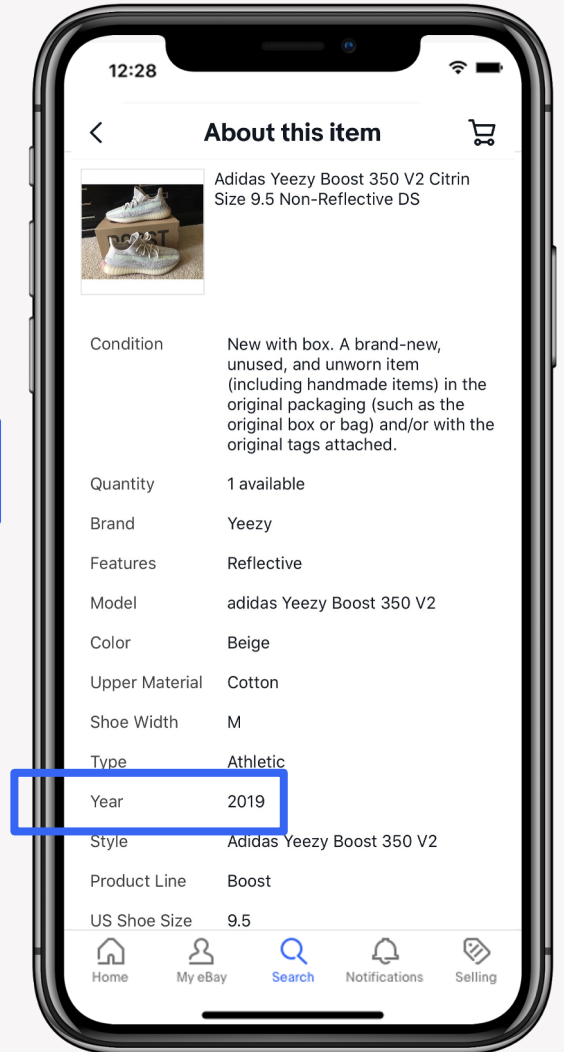 12:28
About this item
Adidas Yeezy Boost 350 V2 Citrin
Size 9.5 Non-Reflective DS
BOOST
Condition New with box. A brand-new,
unused, and unworn item
(including handmade items) in the
original packaging (such as the
original box or bag) and/or with the
original tags attached.
Quantity 1 available
Brand Yeezy
Features Reflective
Model adidas Yeezy Boost 350 V2
Color Beige
Upper Material Cotton
Shoe Width M
Type Athletic
Year 2019
Style Adidas Yeezy Boost 350 V2
Product Line Boost
US Shoe Size 9.5
Home My eBay Search Notifications Selling